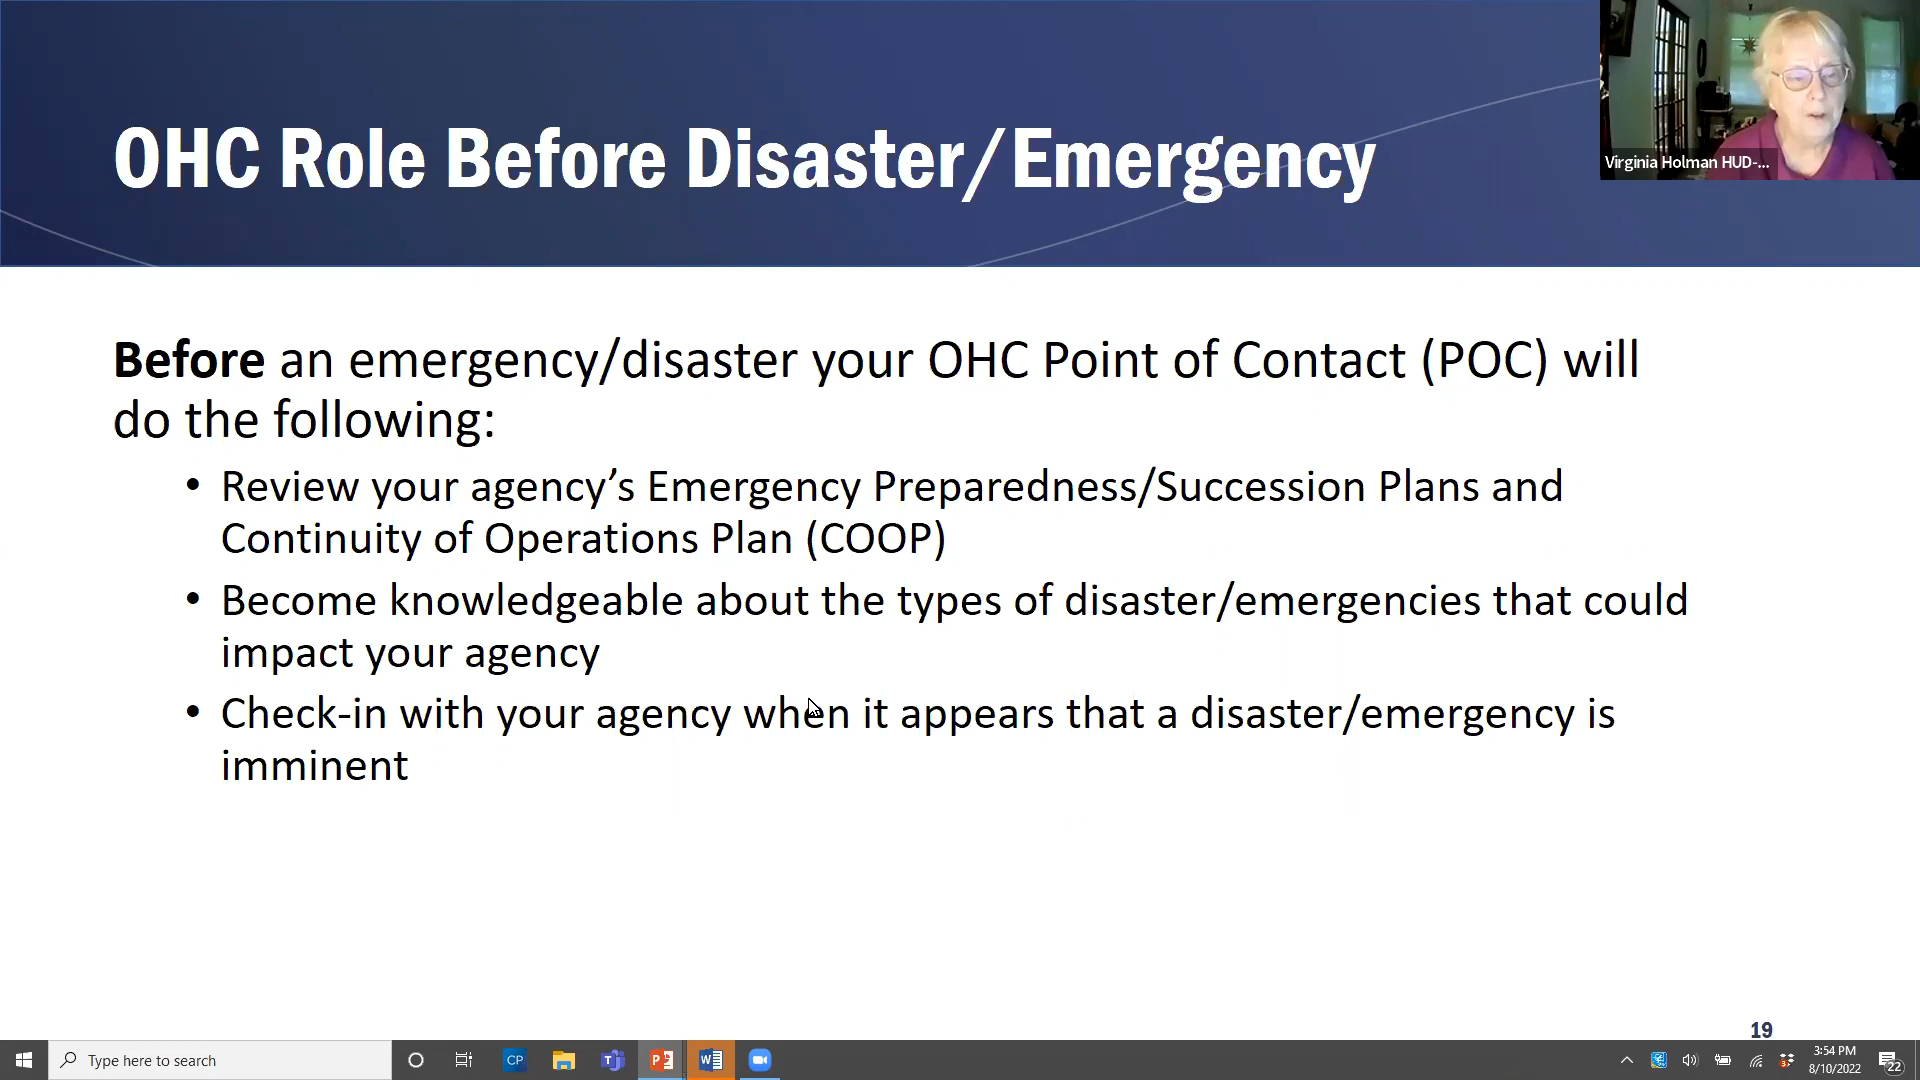 OHC Role Before Disaster/Emergency
Virginia Holman HUD-...
Before an emergency/disaster your OHC Point of Contact (POC) will
do the following:
• Review your agency’s Emergency Preparedness/Succession Plans and
Continuity of Operations Plan (COOP)
• Become knowledgeable about the types of disaster/emergencies that could
impact your agency
• Check-in with your agency when it appears that a disaster/emergency is
imminent
19
Type here to search
CP
3:54 PM
8/10/2022
22